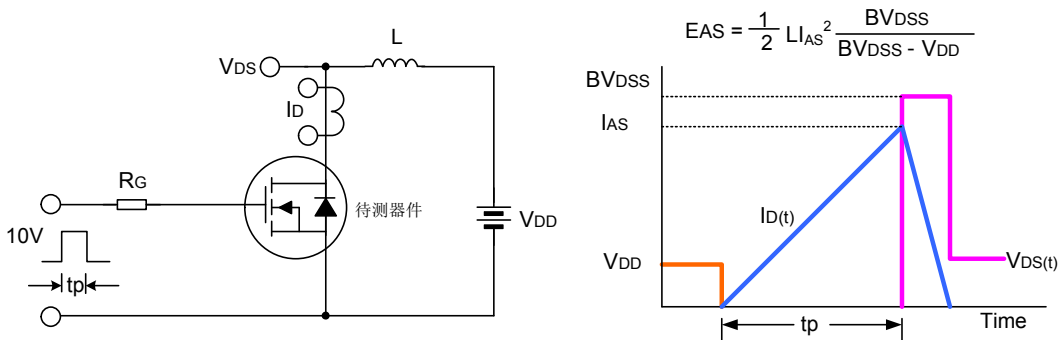 VDS
L
ID
RG
10V
tp
待测器件
VDD
EAS = 1/2 LIAS² BVDSS / BVDSS - VDD
BVDSS
IAS
ID(t)
VDD
VDS(t)
tp
Time